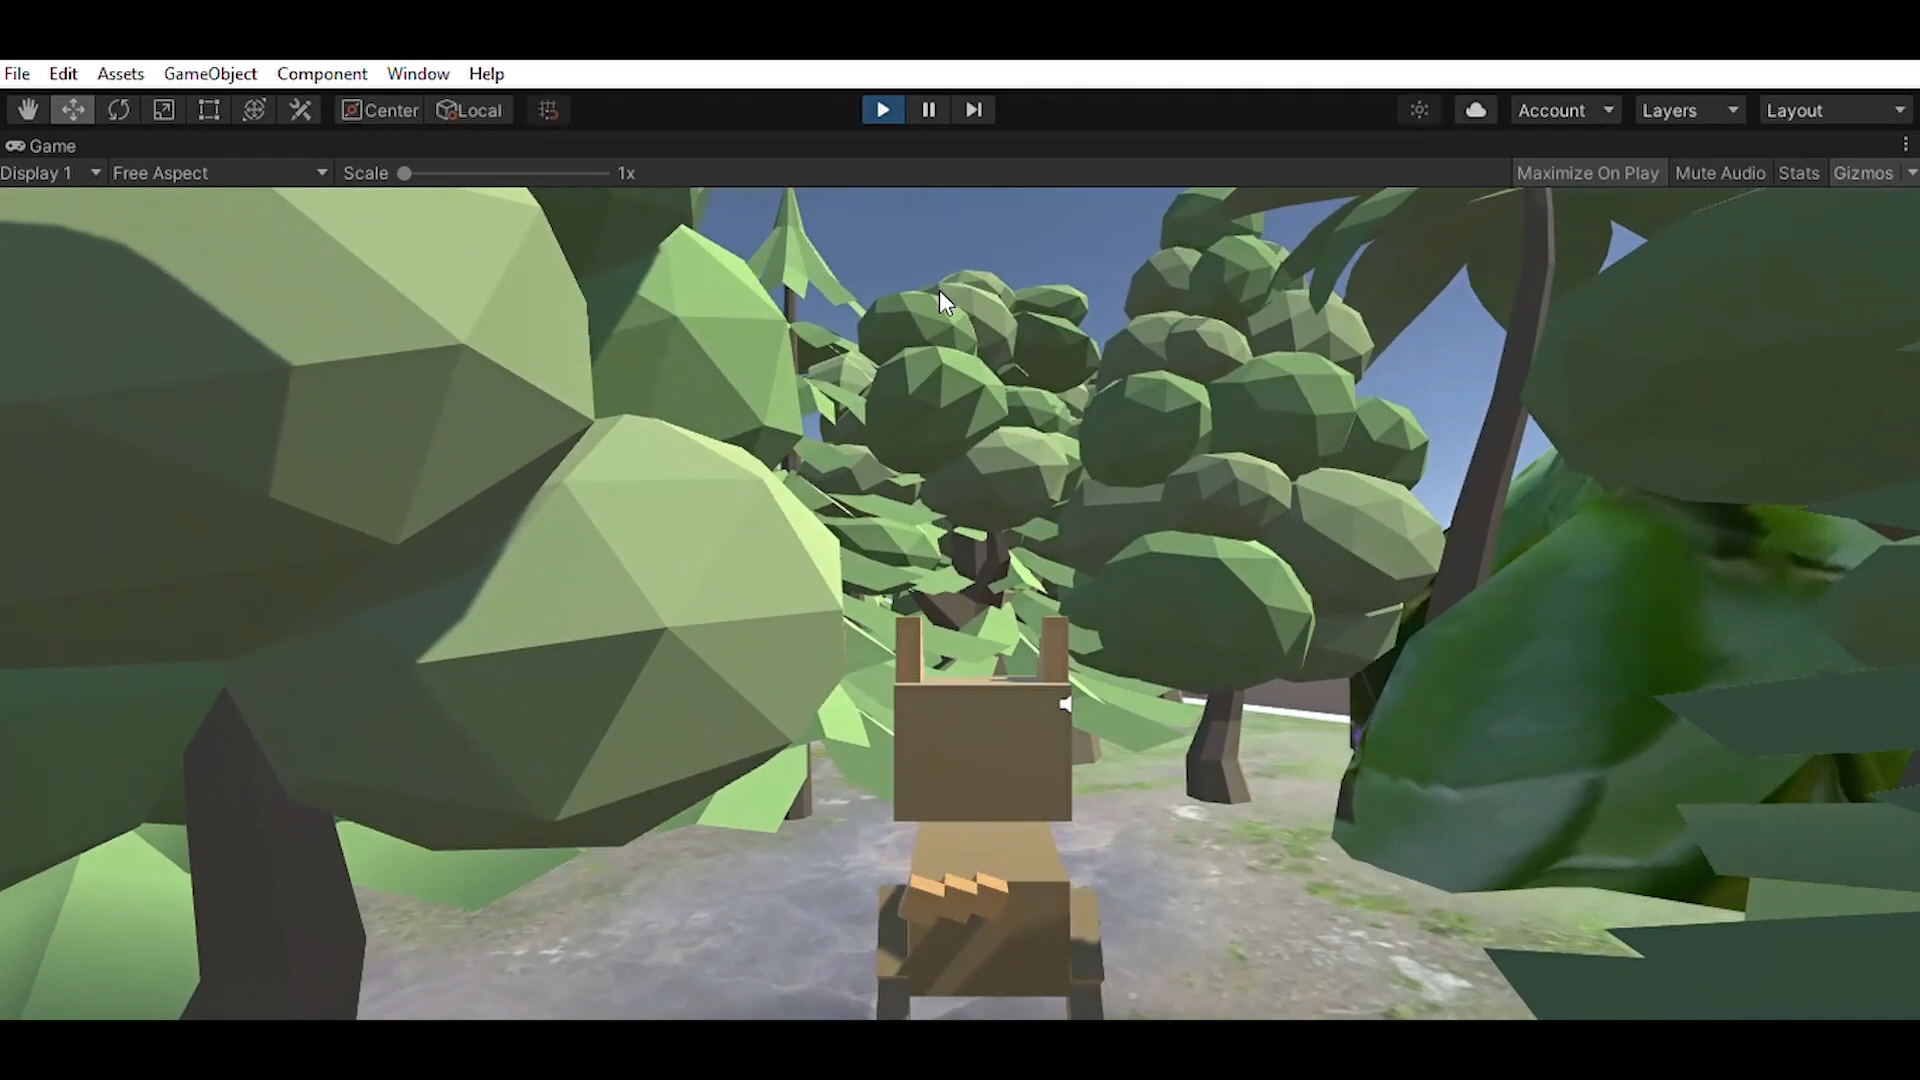 File Edit Assets GameObject Component Window Help
Center Local Account Layers Layout
Game
Display 1 Free Aspect Scale 1x Maximize On Play Mute Audio Stats Gizmos